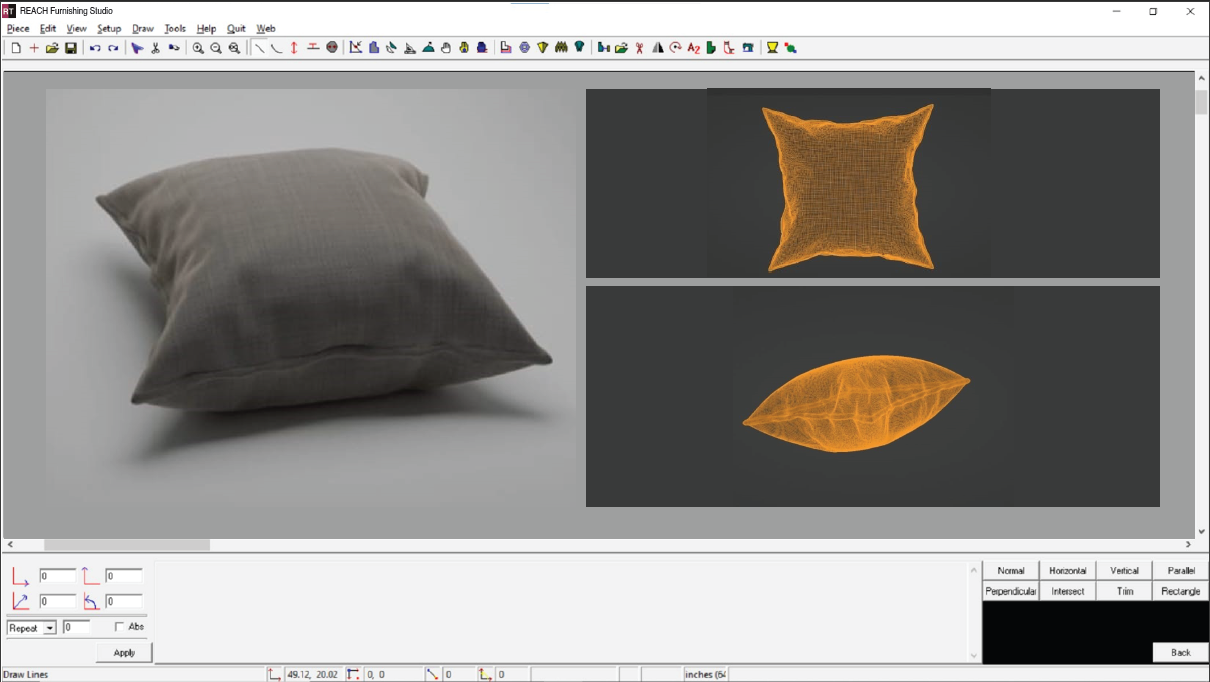 RT REACH Furnishing Studio
Piece Edit View Setup Draw Tools Help Quit Web
A2
0 0
0 0
Repeat 0 Abs
Apply
Normal Horizontal Vertical Parallel
Perpendicular Intersect Trim Rectangle
Back
Draw Lines 49.12, 20.02 0, 0 0 0 inches (64